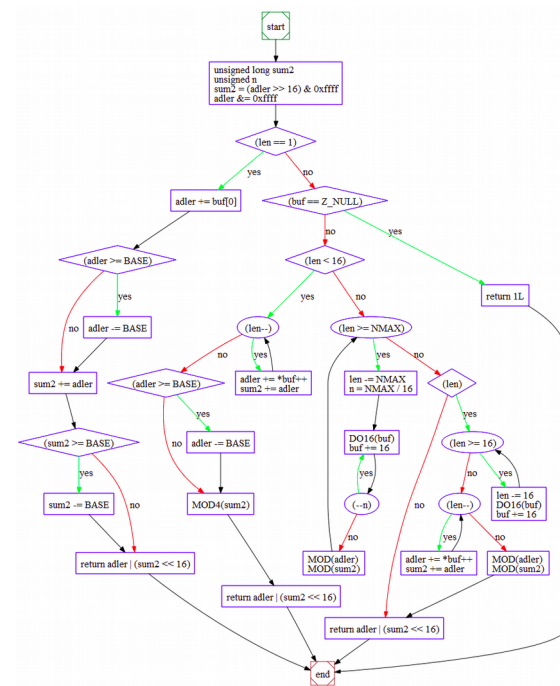 start
unsigned long sum2
unsigned n
sum2 = (adler >> 16) & 0xffff
adler &= 0xffff
(len == 1)
yes
no
adler += buf[0]
(buf == Z_NULL)
no
yes
(adler >= BASE)
(len < 16)
yes
no
yes
no
return 1L
adler -= BASE
(len--)
(len >= NMAX)
no
yes
yes
no
sum2 += adler
(adler >= BASE)
adler += *buf++
sum2 += adler
len -= NMAX
n = NMAX / 16
(len)
yes
yes
no
adler -= BASE
DO16(buf)
buf += 16
(sum2 >= BASE)
(len >= 16)
yes
no
yes
no
yes
sum2 -= BASE
MOD4(sum2)
(--n)
no
(len--)
len -= 16
DO16(buf)
buf += 16
no
yes
no
return adler | (sum2 << 16)
MOD(adler)
MOD(sum2)
adler += *buf++
sum2 += adler
MOD(adler)
MOD(sum2)
return adler | (sum2 << 16)
return adler | (sum2 << 16)
end